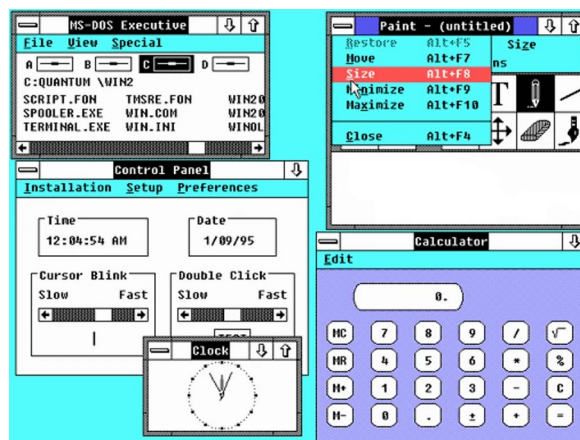 MS-DOS Executive
File View Special
A B C D
C:QUANTUM \WIN2
SCRIPT.FON TMSRE.FON WIN20
SPOOLER.EXE WIN.COM WIN20
TERMINAL.EXE WIN.INI WINOL
Paint - (untitled)
Restore Alt+F5
Move Alt+F7
Size Alt+F8
Minimize Alt+F9
Maximize Alt+F10
Close Alt+F4
Size
ns
T
Control Panel
Installation Setup Preferences
Time
12:04:54 AM
Date
1/09/95
Cursor Blink
Slow Fast
Double Click
Slow Fast
Clock
Calculator
Edit
0.
MC 7 8 9 / √
MR 4 5 6 * %
M+ 1 2 3 - C
M- 0 . ± + =